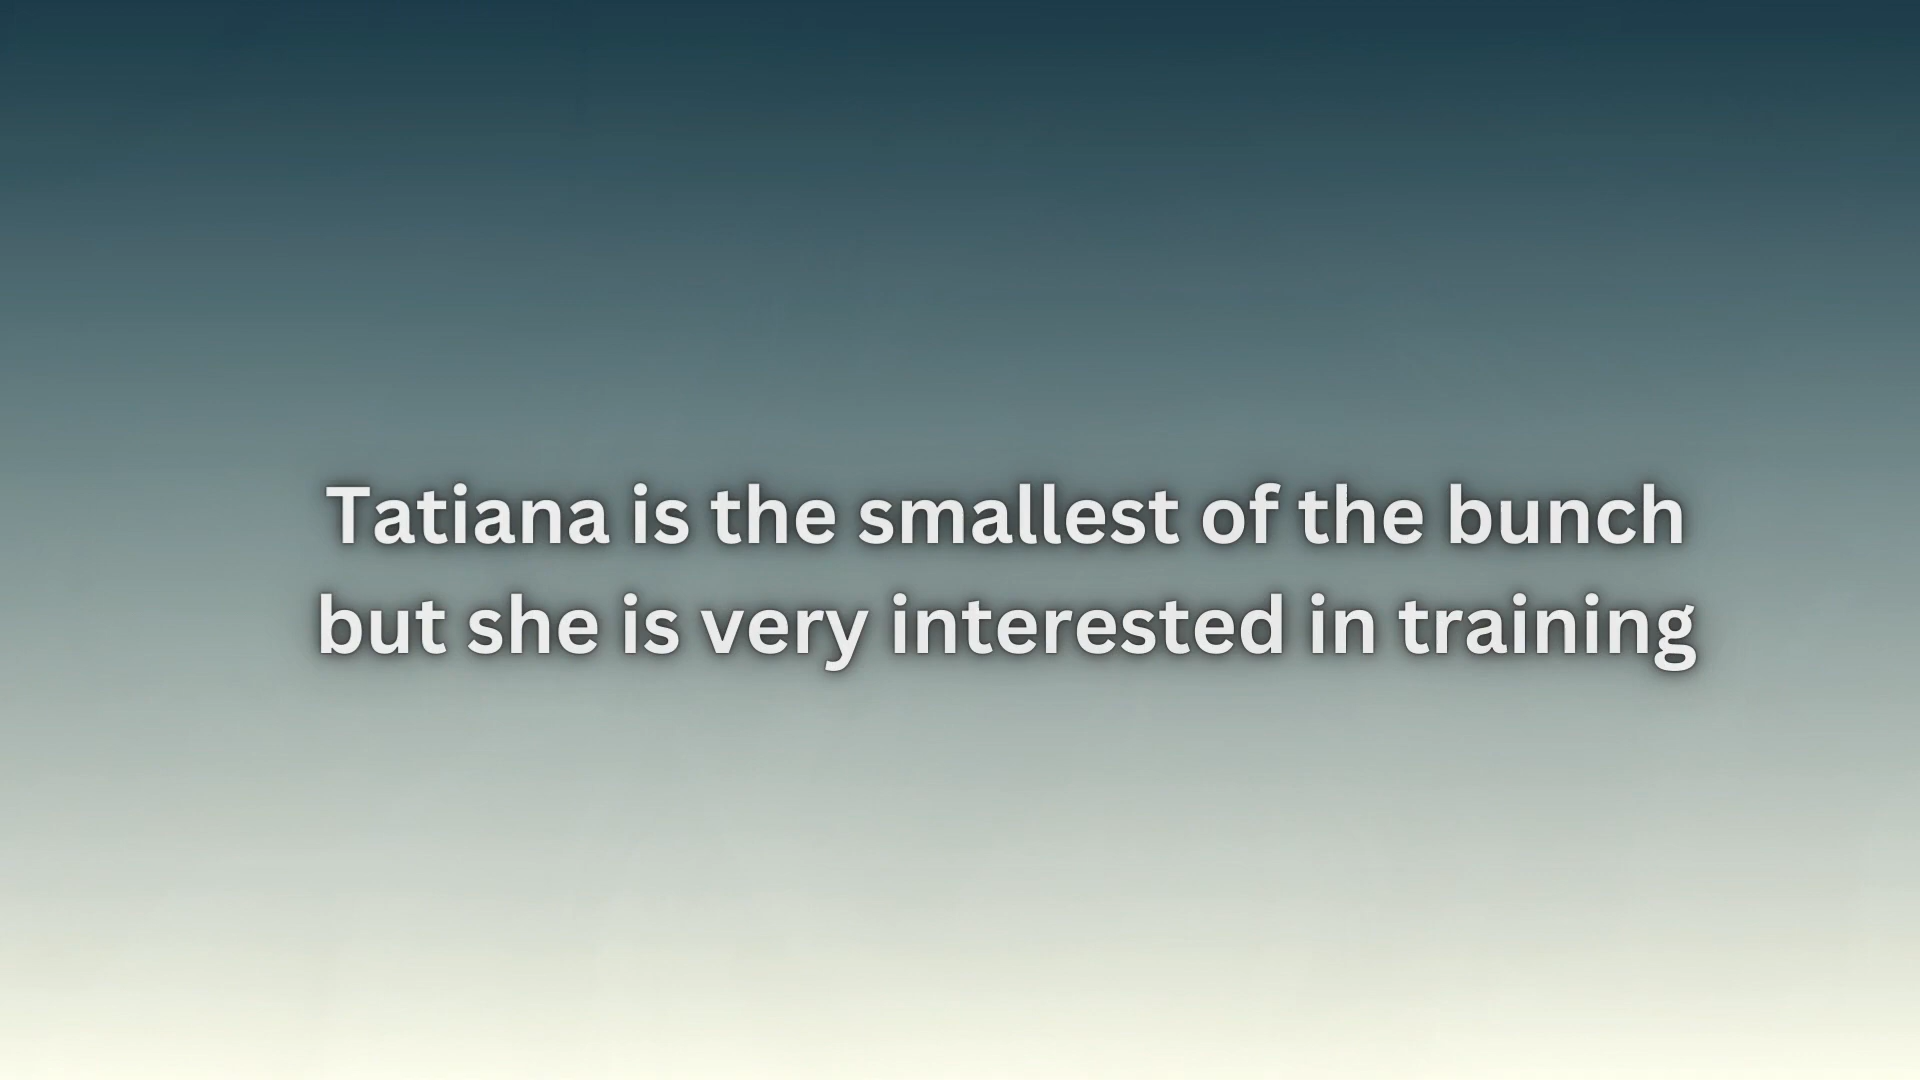 Tatiana is the smallest of the bunch
but she is very interested in training